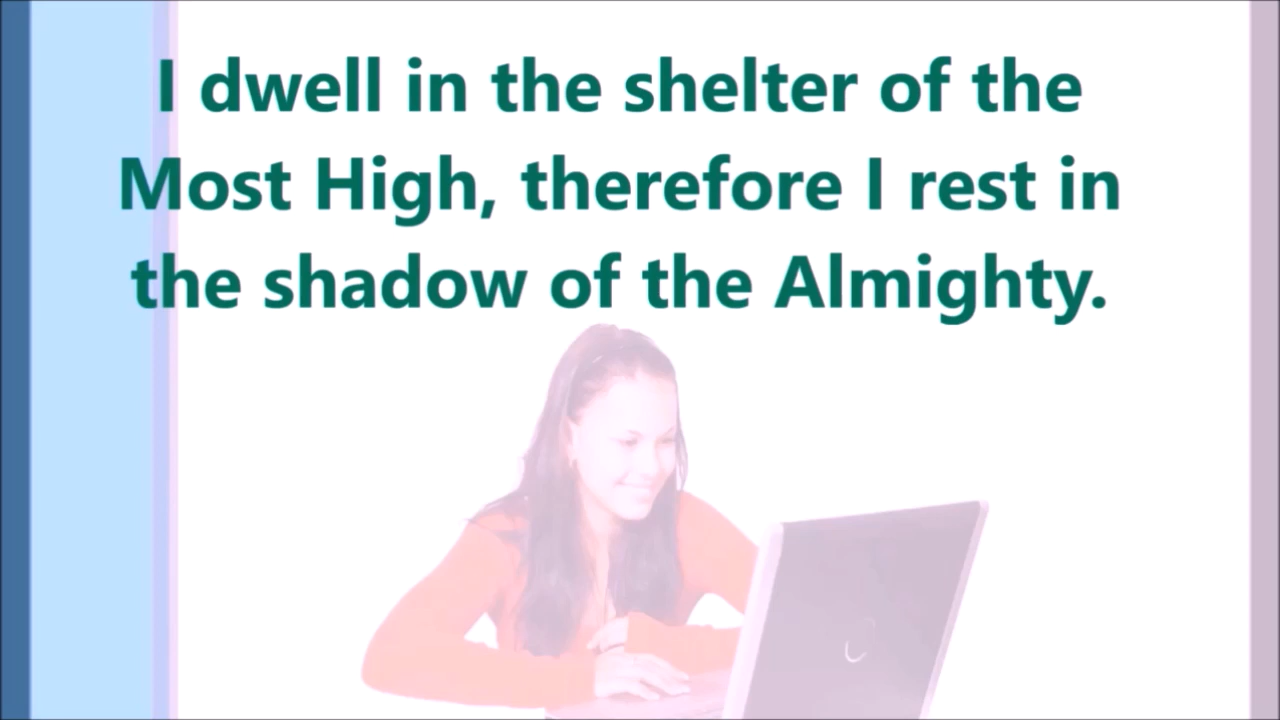 I dwell in the shelter of the
Most High, therefore I rest in
the shadow of the Almighty.